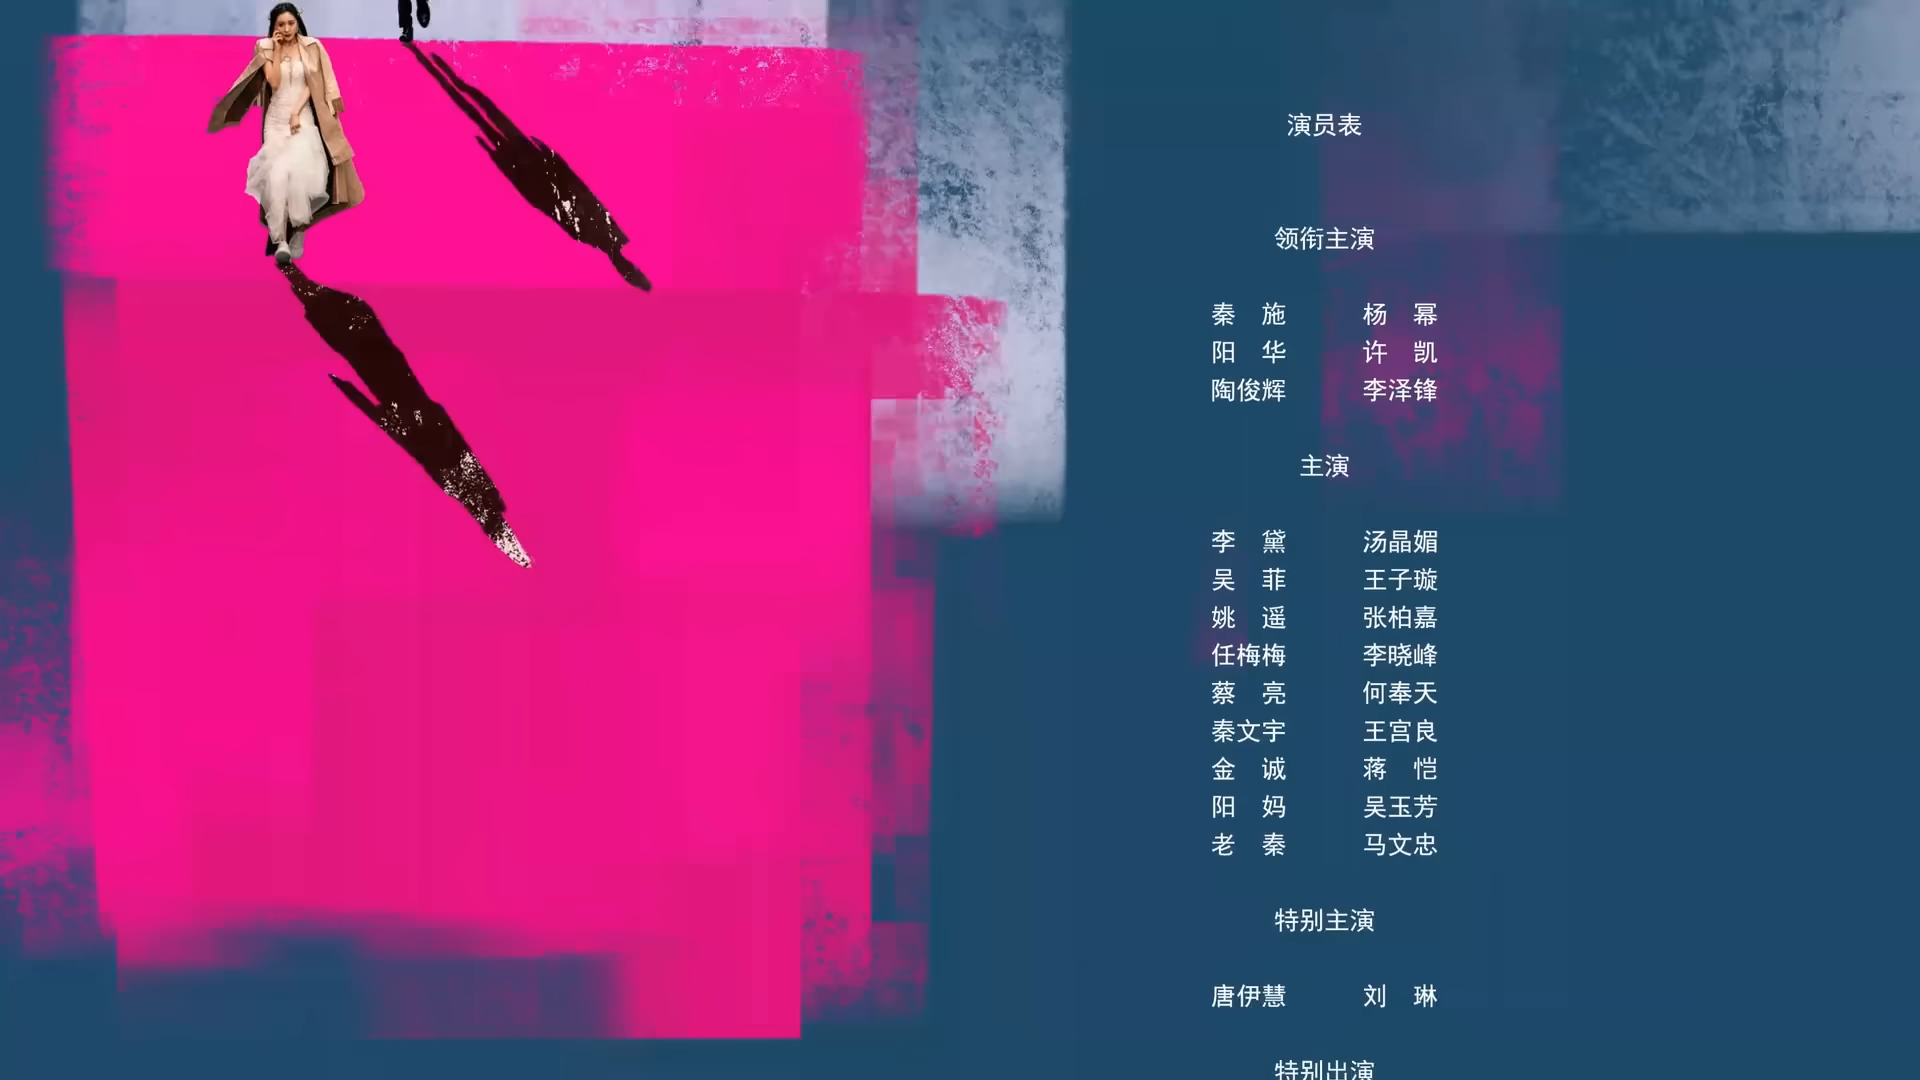 演员表
领衔主演
秦　施　　　杨　幂
阳　华　　　许　凯
陶俊辉　　　李泽锋
主演
李　黛　　　汤晶媚
吴　菲　　　王子璇
姚　遥　　　张柏嘉
任梅梅　　　李晓峰
蔡　亮　　　何奉天
秦文宇　　　王宫良
金　诚　　　蒋　恺
阳　妈　　　吴玉芳
老　秦　　　马文忠
特别主演
唐伊慧　　　刘　琳
特别出演